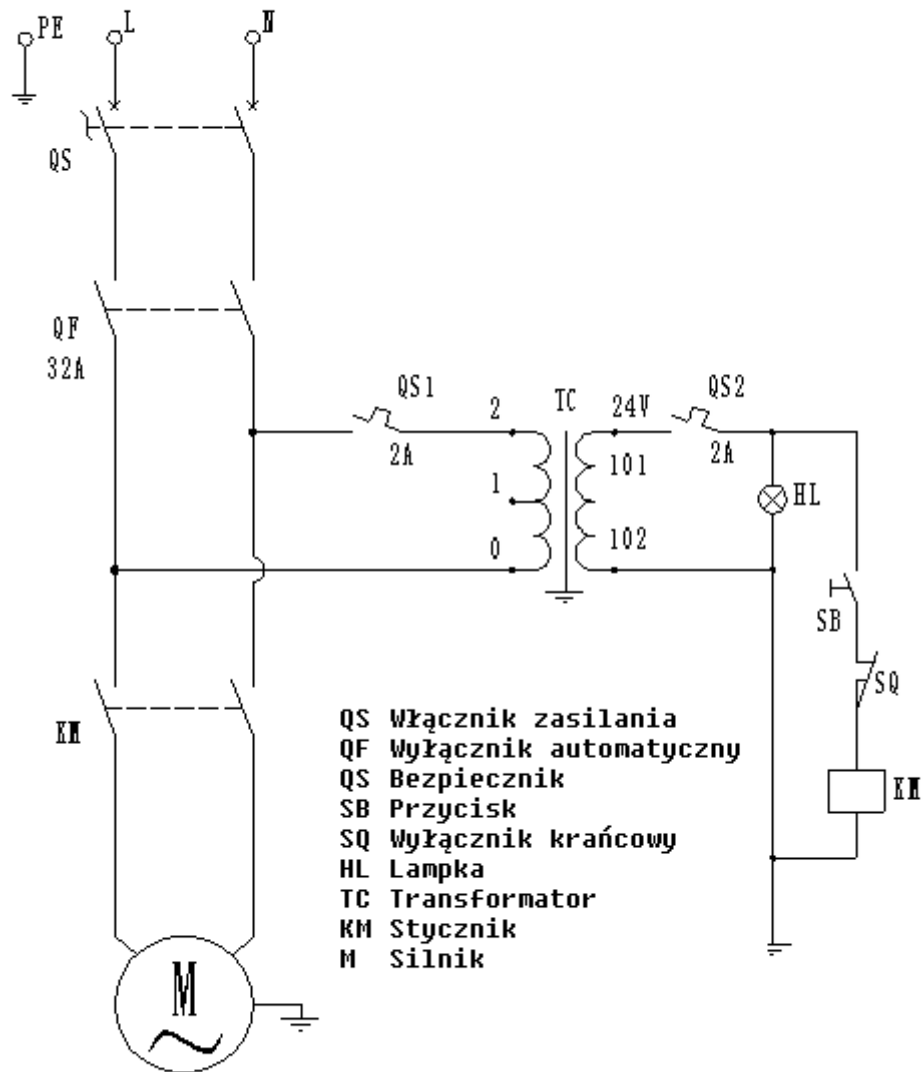 PE L N
QS
QF
32A
QS1 2 TC 24V QS2
2A 101 2A
1 HL
0 102
SB
SQ
KM
KM
QS Włącznik zasilania
QF Wyłącznik automatyczny
QS Bezpiecznik
SB Przycisk
SQ Wyłącznik krańcowy
HL Lampka
TC Transformator
KM Stycznik
M Silnik
M